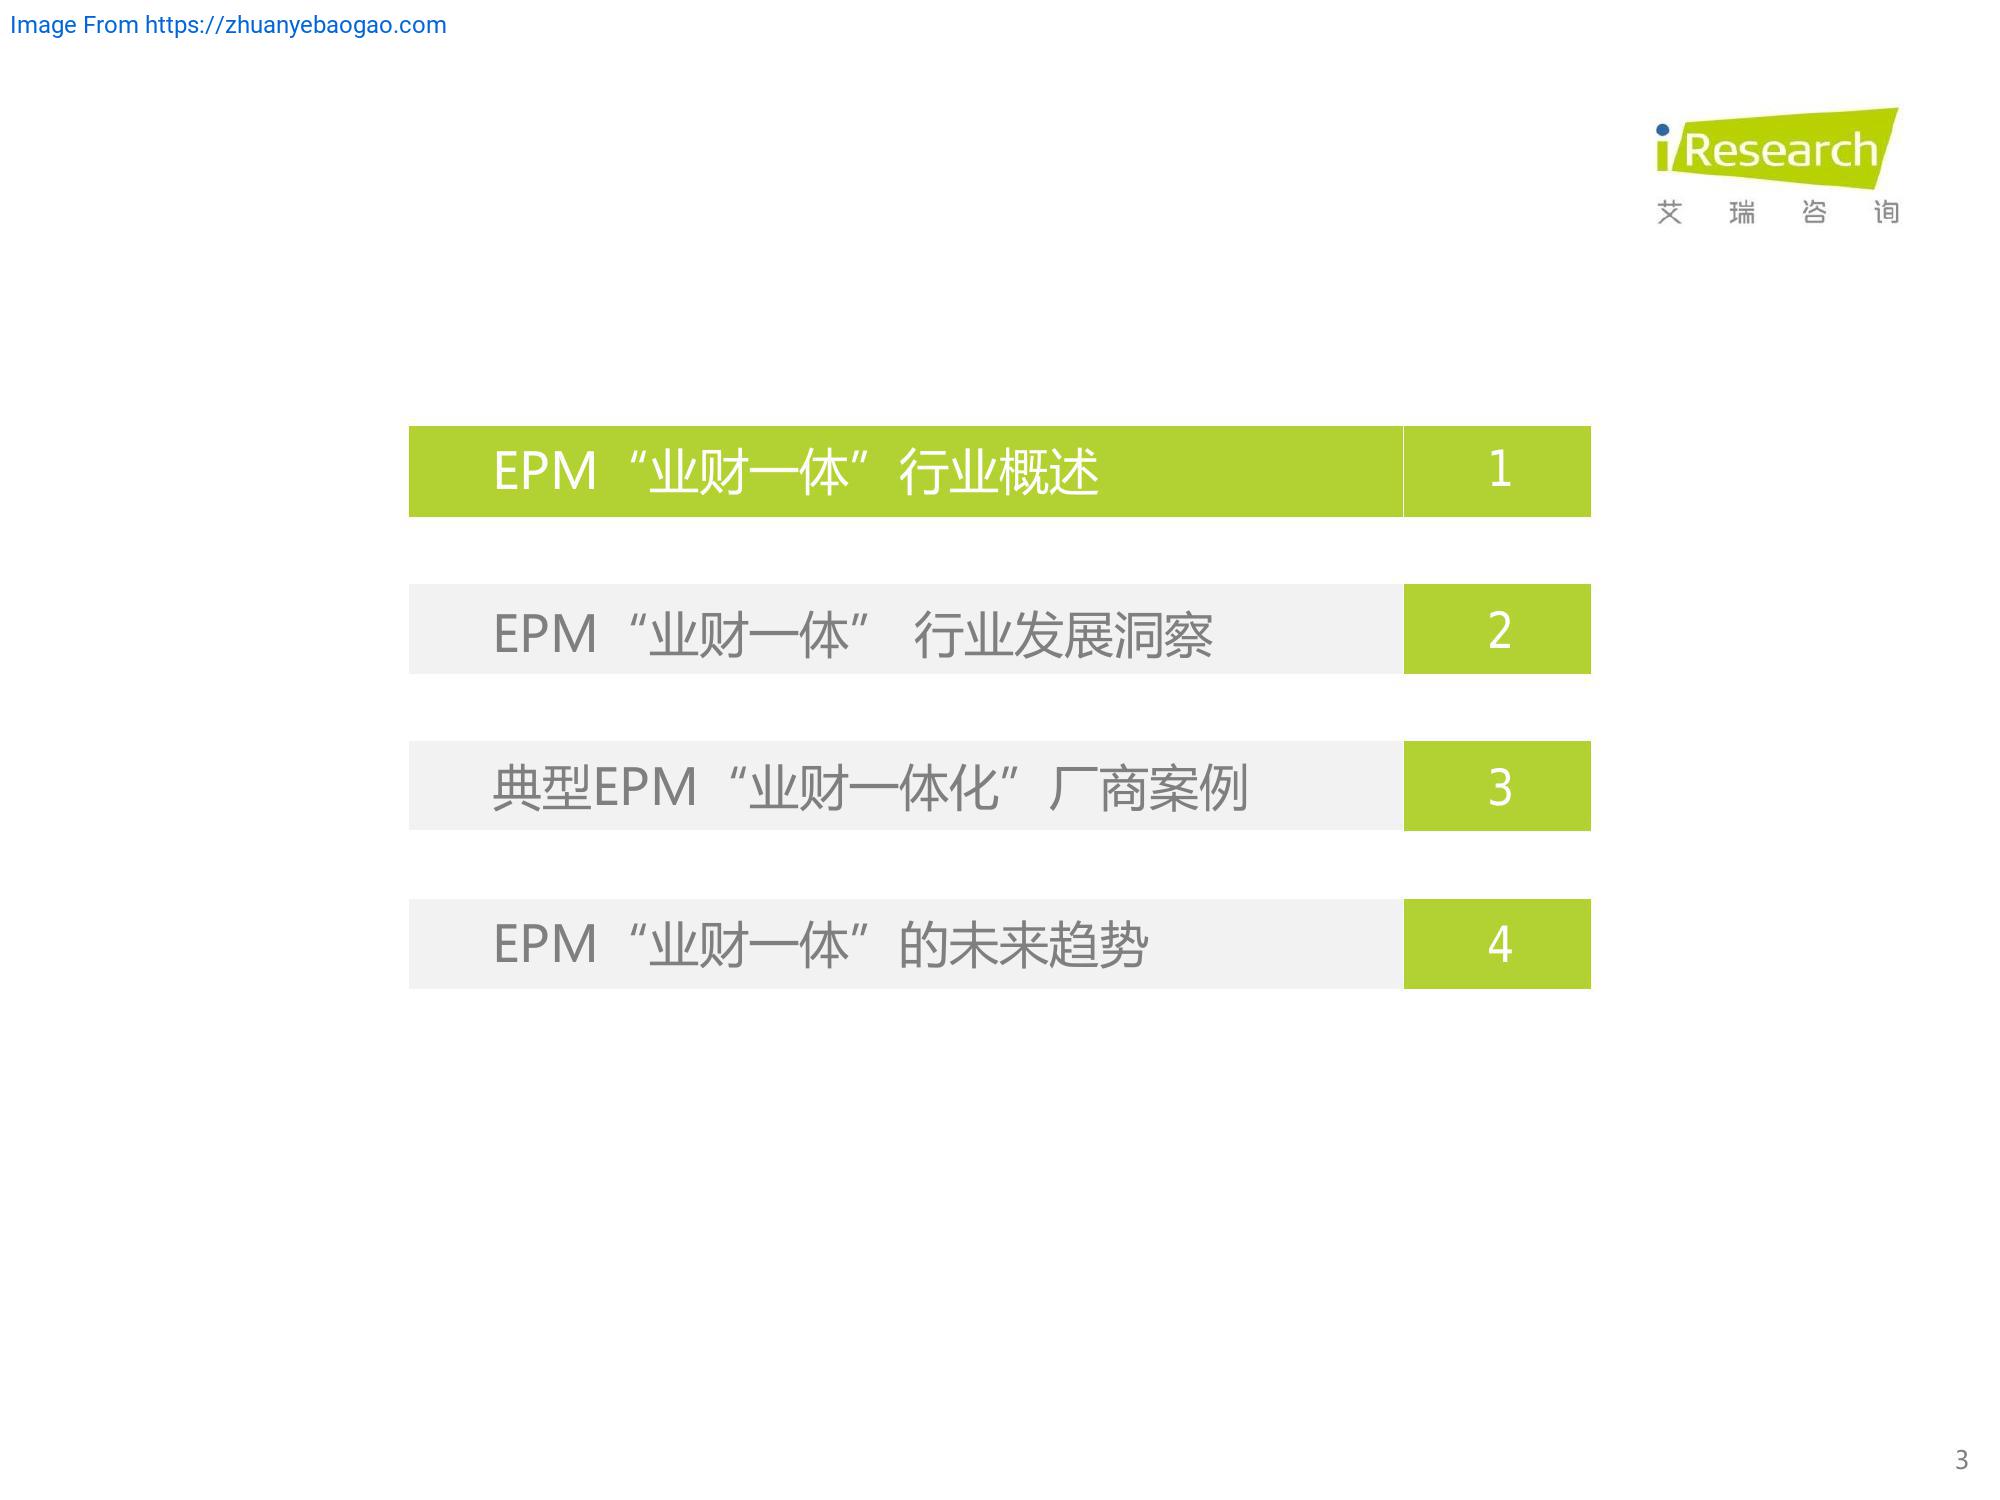 Image From https://zhuanyebaogao.com
iResearch
艾瑞咨询
EPM“业财一体”行业概述 1
EPM“业财一体” 行业发展洞察 2
典型EPM“业财一体化”厂商案例 3
EPM“业财一体”的未来趋势 4
3